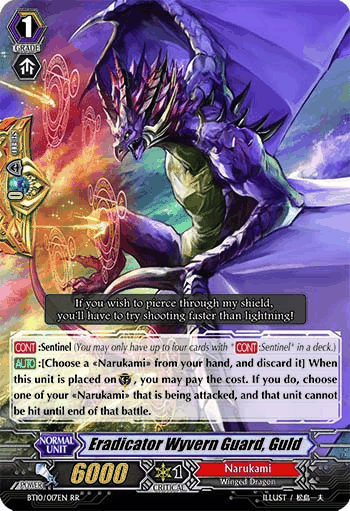 1
GRADE
SHIELD
0
If you wish to pierce through my shield,
you'll have to try shooting faster than lightning!
CONT:Sentinel (You may only have up to four cards with "CONT:Sentinel" in a deck.)
AUTO:[Choose a «Narukami» from your hand, and discard it] When
this unit is placed on GC, you may pay the cost. If you do, choose
one of your «Narukami» that is being attacked, and that unit cannot
be hit until end of that battle.
NORMAL
UNIT
Eradicator Wyvern Guard, Guld
POWER
6000
1
CRITICAL
Narukami
Winged Dragon
BT10/017EN RR
ILLUST / 松島一夫